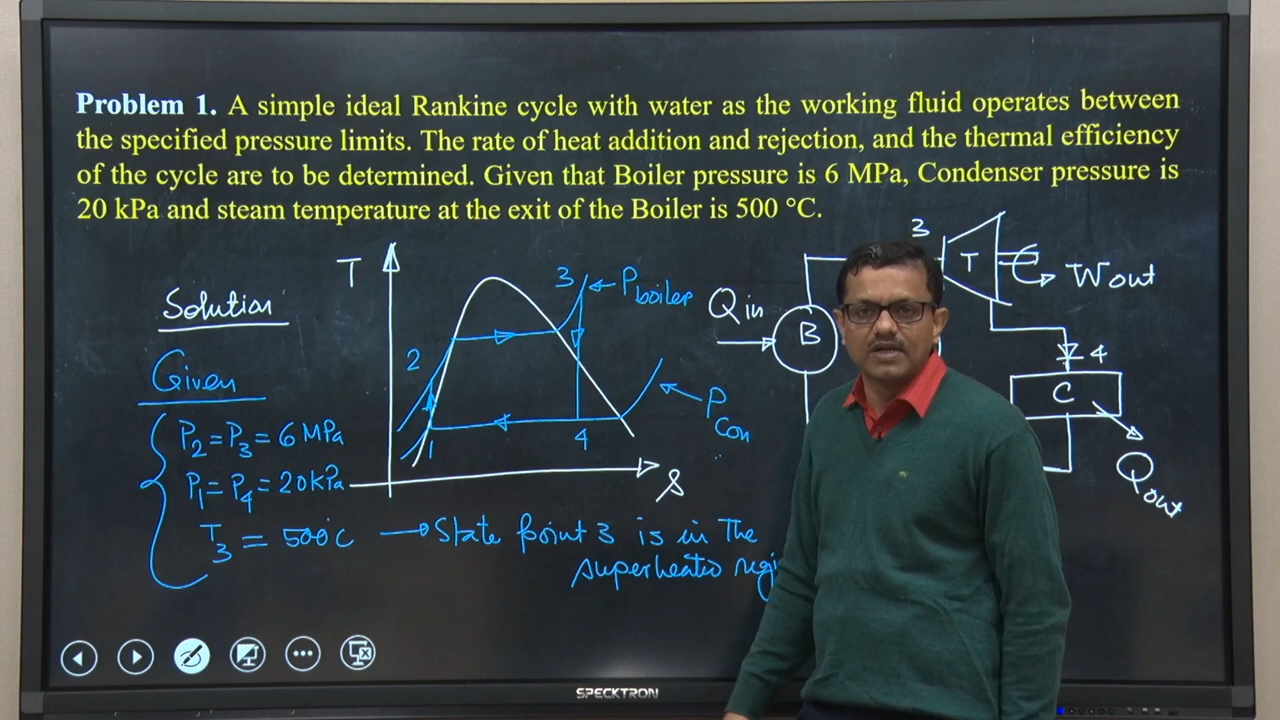 Problem 1. A simple ideal Rankine cycle with water as the working fluid operates between
the specified pressure limits. The rate of heat addition and rejection, and the thermal efficiency
of the cycle are to be determined. Given that Boiler pressure is 6 MPa, Condenser pressure is
20 kPa and steam temperature at the exit of the Boiler is 500 °C.
Solution
Given
P2 = P3 = 6 MPa
P1 = P4 = 20 kPa
T3 = 500°C → State point 3 is in the
superheated
T
3
Pboiler
2
1
4
Pcon
s
3
T
Wout
Qin
B
4
C
Qout
SPECKTRON